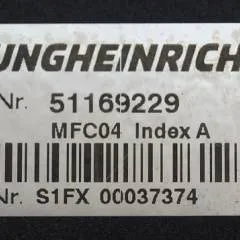 UNGHEINRICH
Nr. 51169229
MFC04 Index A
Nr. S1FX 00037374